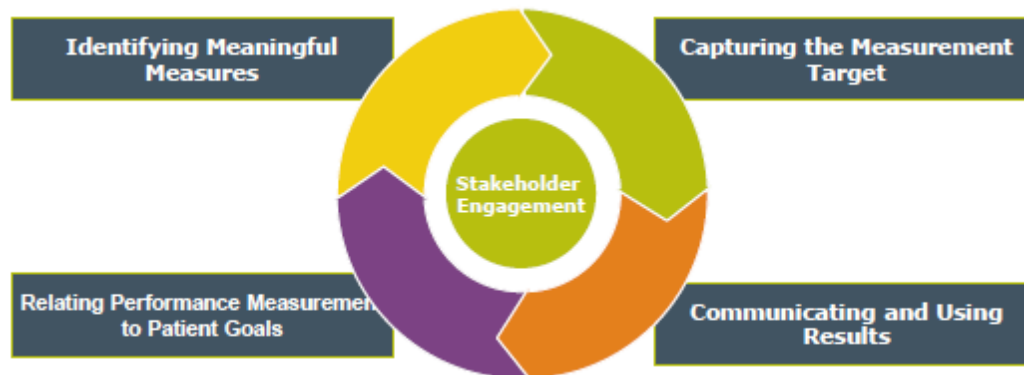 Identifying Meaningful
Measures
Capturing the Measurement
Target
Stakeholder
Engagement
Relating Performance Measuremen
to Patient Goals
Communicating and Using
Results